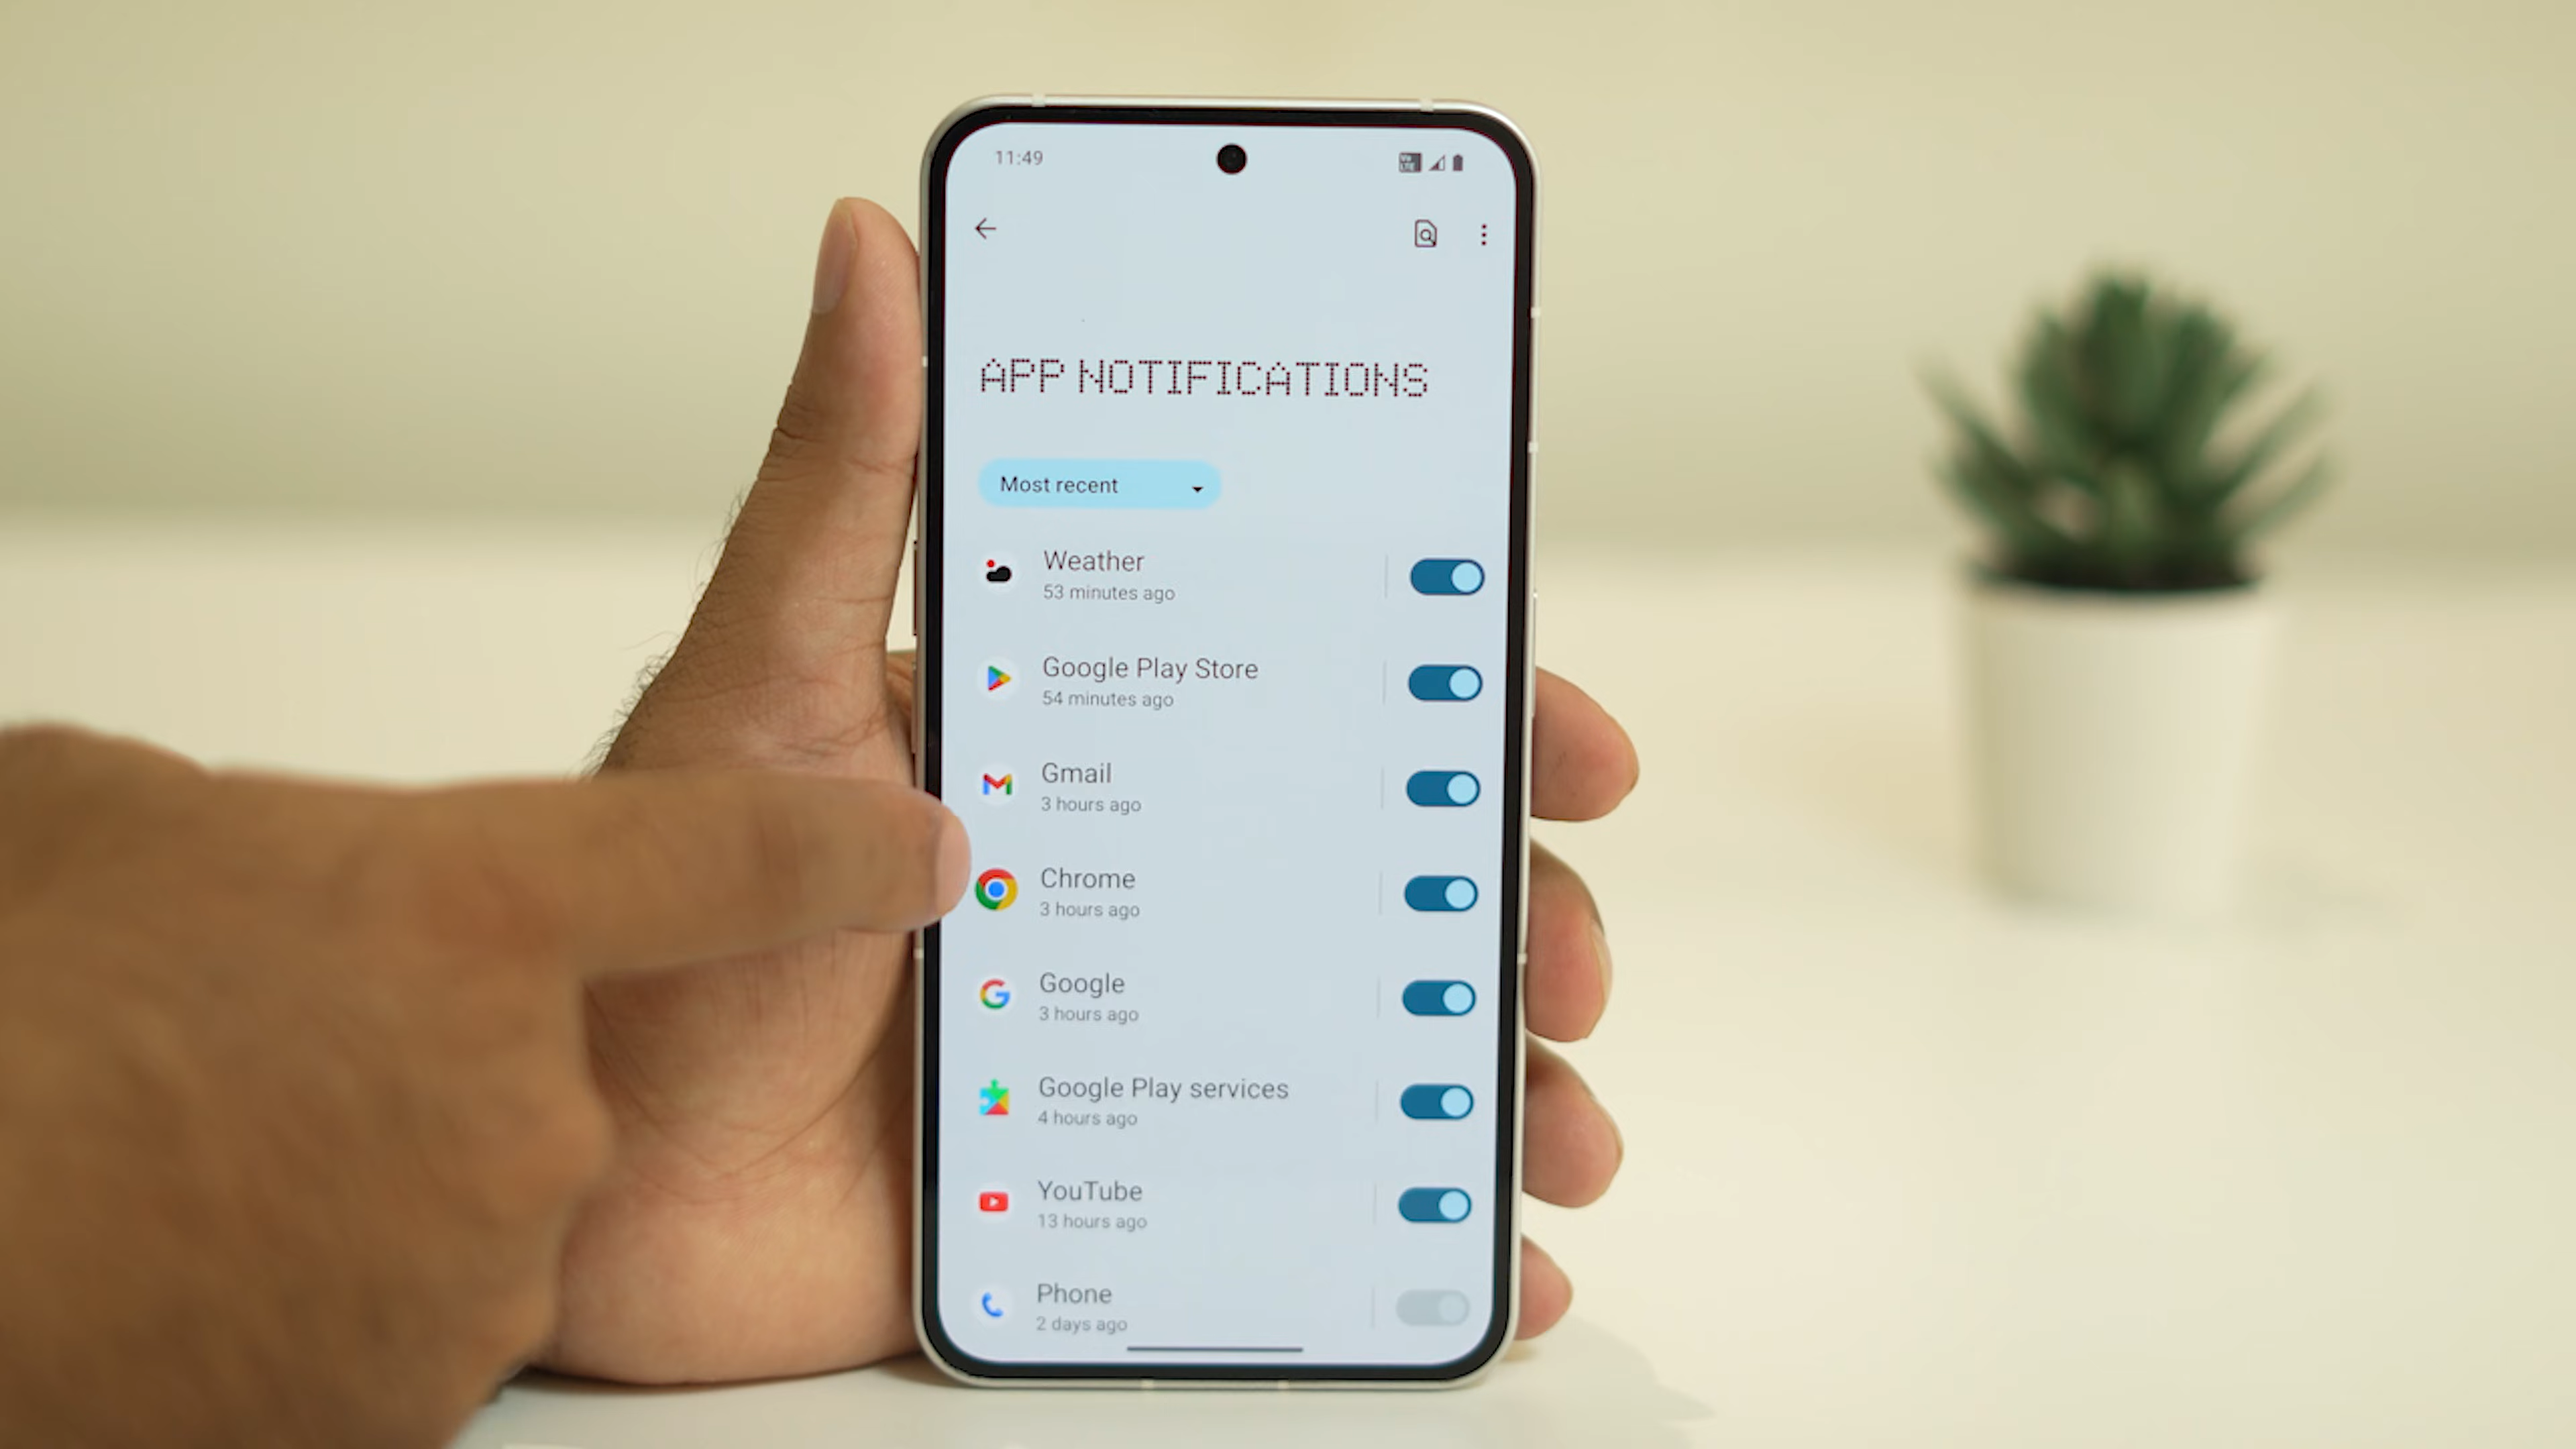 11:49
APP NOTIFICATIONS
Most recent
Weather
53 minutes ago
Google Play Store
54 minutes ago
Gmail
3 hours ago
Chrome
3 hours ago
Google
3 hours ago
Google Play services
4 hours ago
YouTube
13 hours ago
Phone
2 days ago